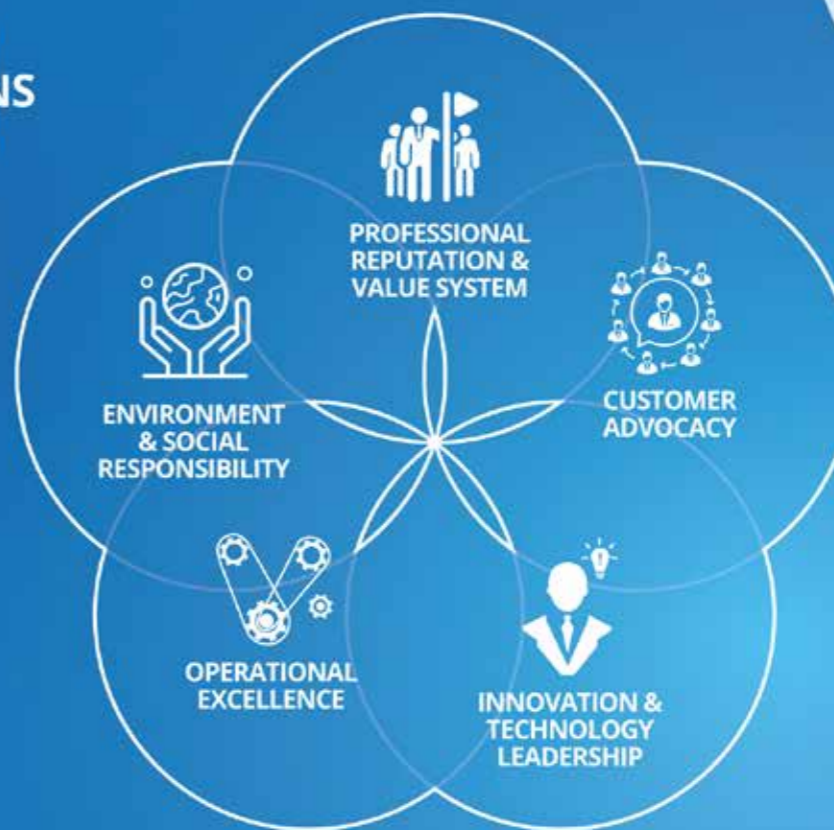 NS
PROFESSIONAL
REPUTATION &
VALUE SYSTEM
CUSTOMER
ADVOCACY
ENVIRONMENT
& SOCIAL
RESPONSIBILITY
OPERATIONAL
EXCELLENCE
INNOVATION &
TECHNOLOGY
LEADERSHIP